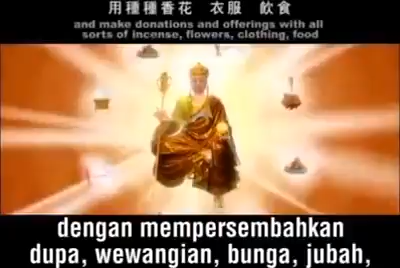 用種種香花 衣服 飲食
and make donations and offerings with all
sorts of incense, flowers, clothing, food
dengan mempersembahkan
dupa, wewangian, bunga, jubah,